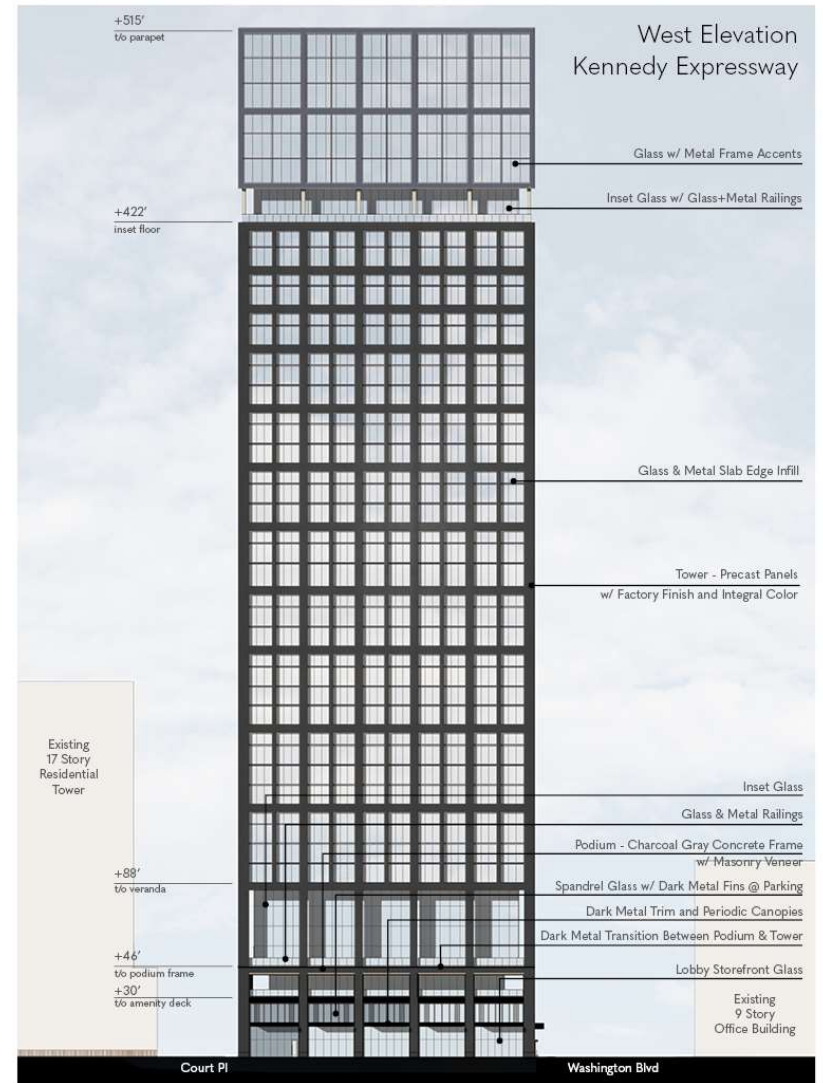 West Elevation
Kennedy Expressway
+515'
t/o parapet
Glass w/ Metal Frame Accents
Inset Glass w/ Glass+Metal Railings
+422'
inset floor
Glass & Metal Slab Edge Infill
Tower - Precast Panels
w/ Factory Finish and Integral Color
Existing
17 Story
Residential
Tower
Inset Glass
Glass & Metal Railings
Podium - Charcoal Gray Concrete Frame
w/ Masonry Veneer
+88'
t/o veranda
Spandrel Glass w/ Dark Metal Fins @ Parking
Dark Metal Trim and Periodic Canopies
Dark Metal Transition Between Podium & Tower
+46'
t/o podium frame
Lobby Storefront Glass
+30'
t/o amenity deck
Existing
9 Story
Office Building
Court Pl
Washington Blvd